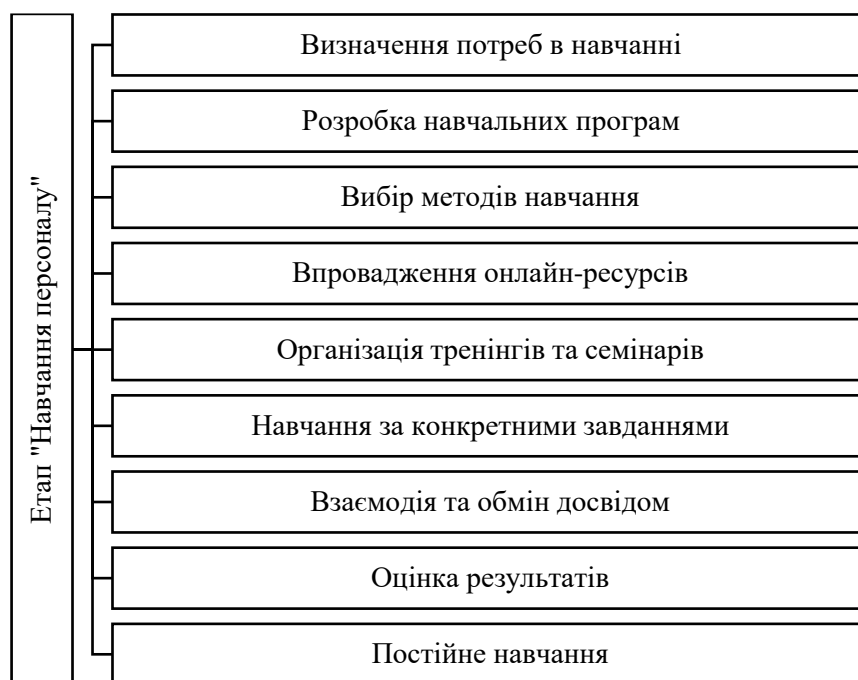 Етап "Навчання персоналу"
Визначення потреб в навчанні
Розробка навчальних програм
Вибір методів навчання
Впровадження онлайн-ресурсів
Організація тренінгів та семінарів
Навчання за конкретними завданнями
Взаємодія та обмін досвідом
Оцінка результатів
Постійне навчання